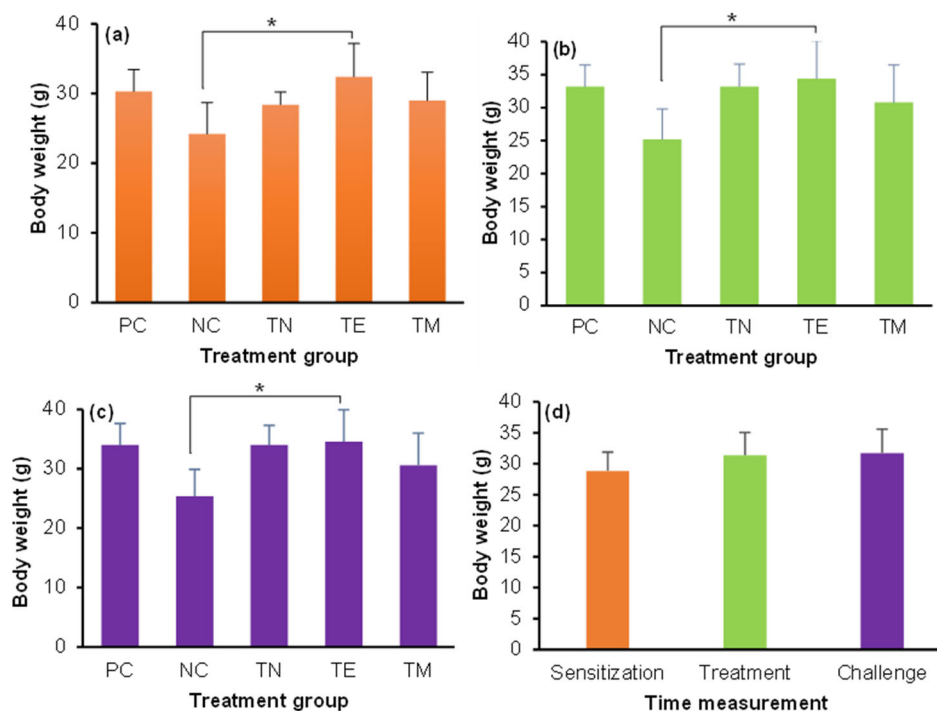 (a)
*
Body weight (g)
40
30
20
10
0
PC NC TN TE TM
Treatment group
(b)
*
Body weight (g)
40
35
30
25
20
15
10
5
0
PC NC TN TE TM
Treatment group
(c)
*
Body weight (g)
40
30
20
10
0
PC NC TN TE TM
Treatment group
(d)
Body weight (g)
40
35
30
25
20
15
10
5
0
Sensitization Treatment Challenge
Time measurement